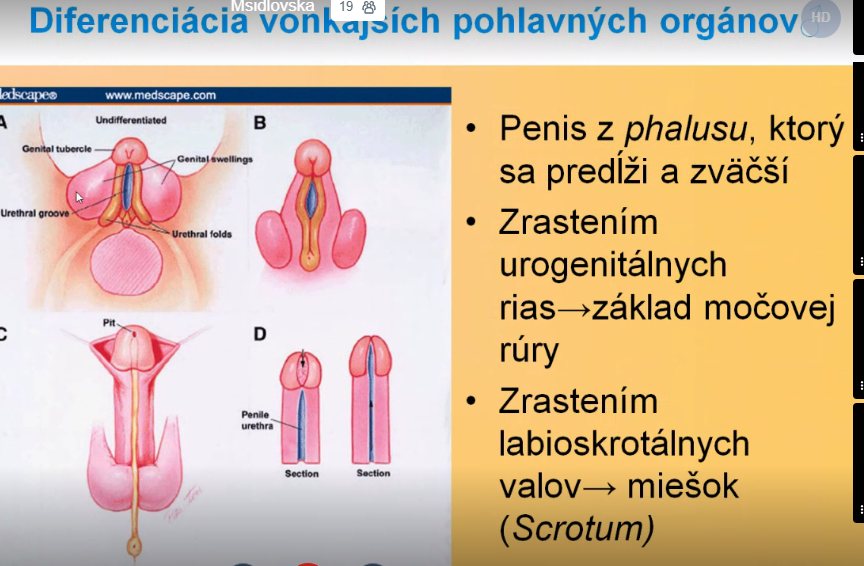 Msidlovska
19
HD
Diferenciácia vonkajších pohlavných orgánov
edscape®
www.medscape.com
A
Undifferentiated
Genital tubercle
Genital swellings
Urethral groove
Urethral folds
B
C
Pit
D
Penile
urethra
Section
Section
• Penis z phalusu, ktorý
sa predĺži a zväčší
• Zrastením
urogenitálnych
rias→základ močovej
rúry
• Zrastením
labioskrotálnych
valov→ miešok
(Scrotum)